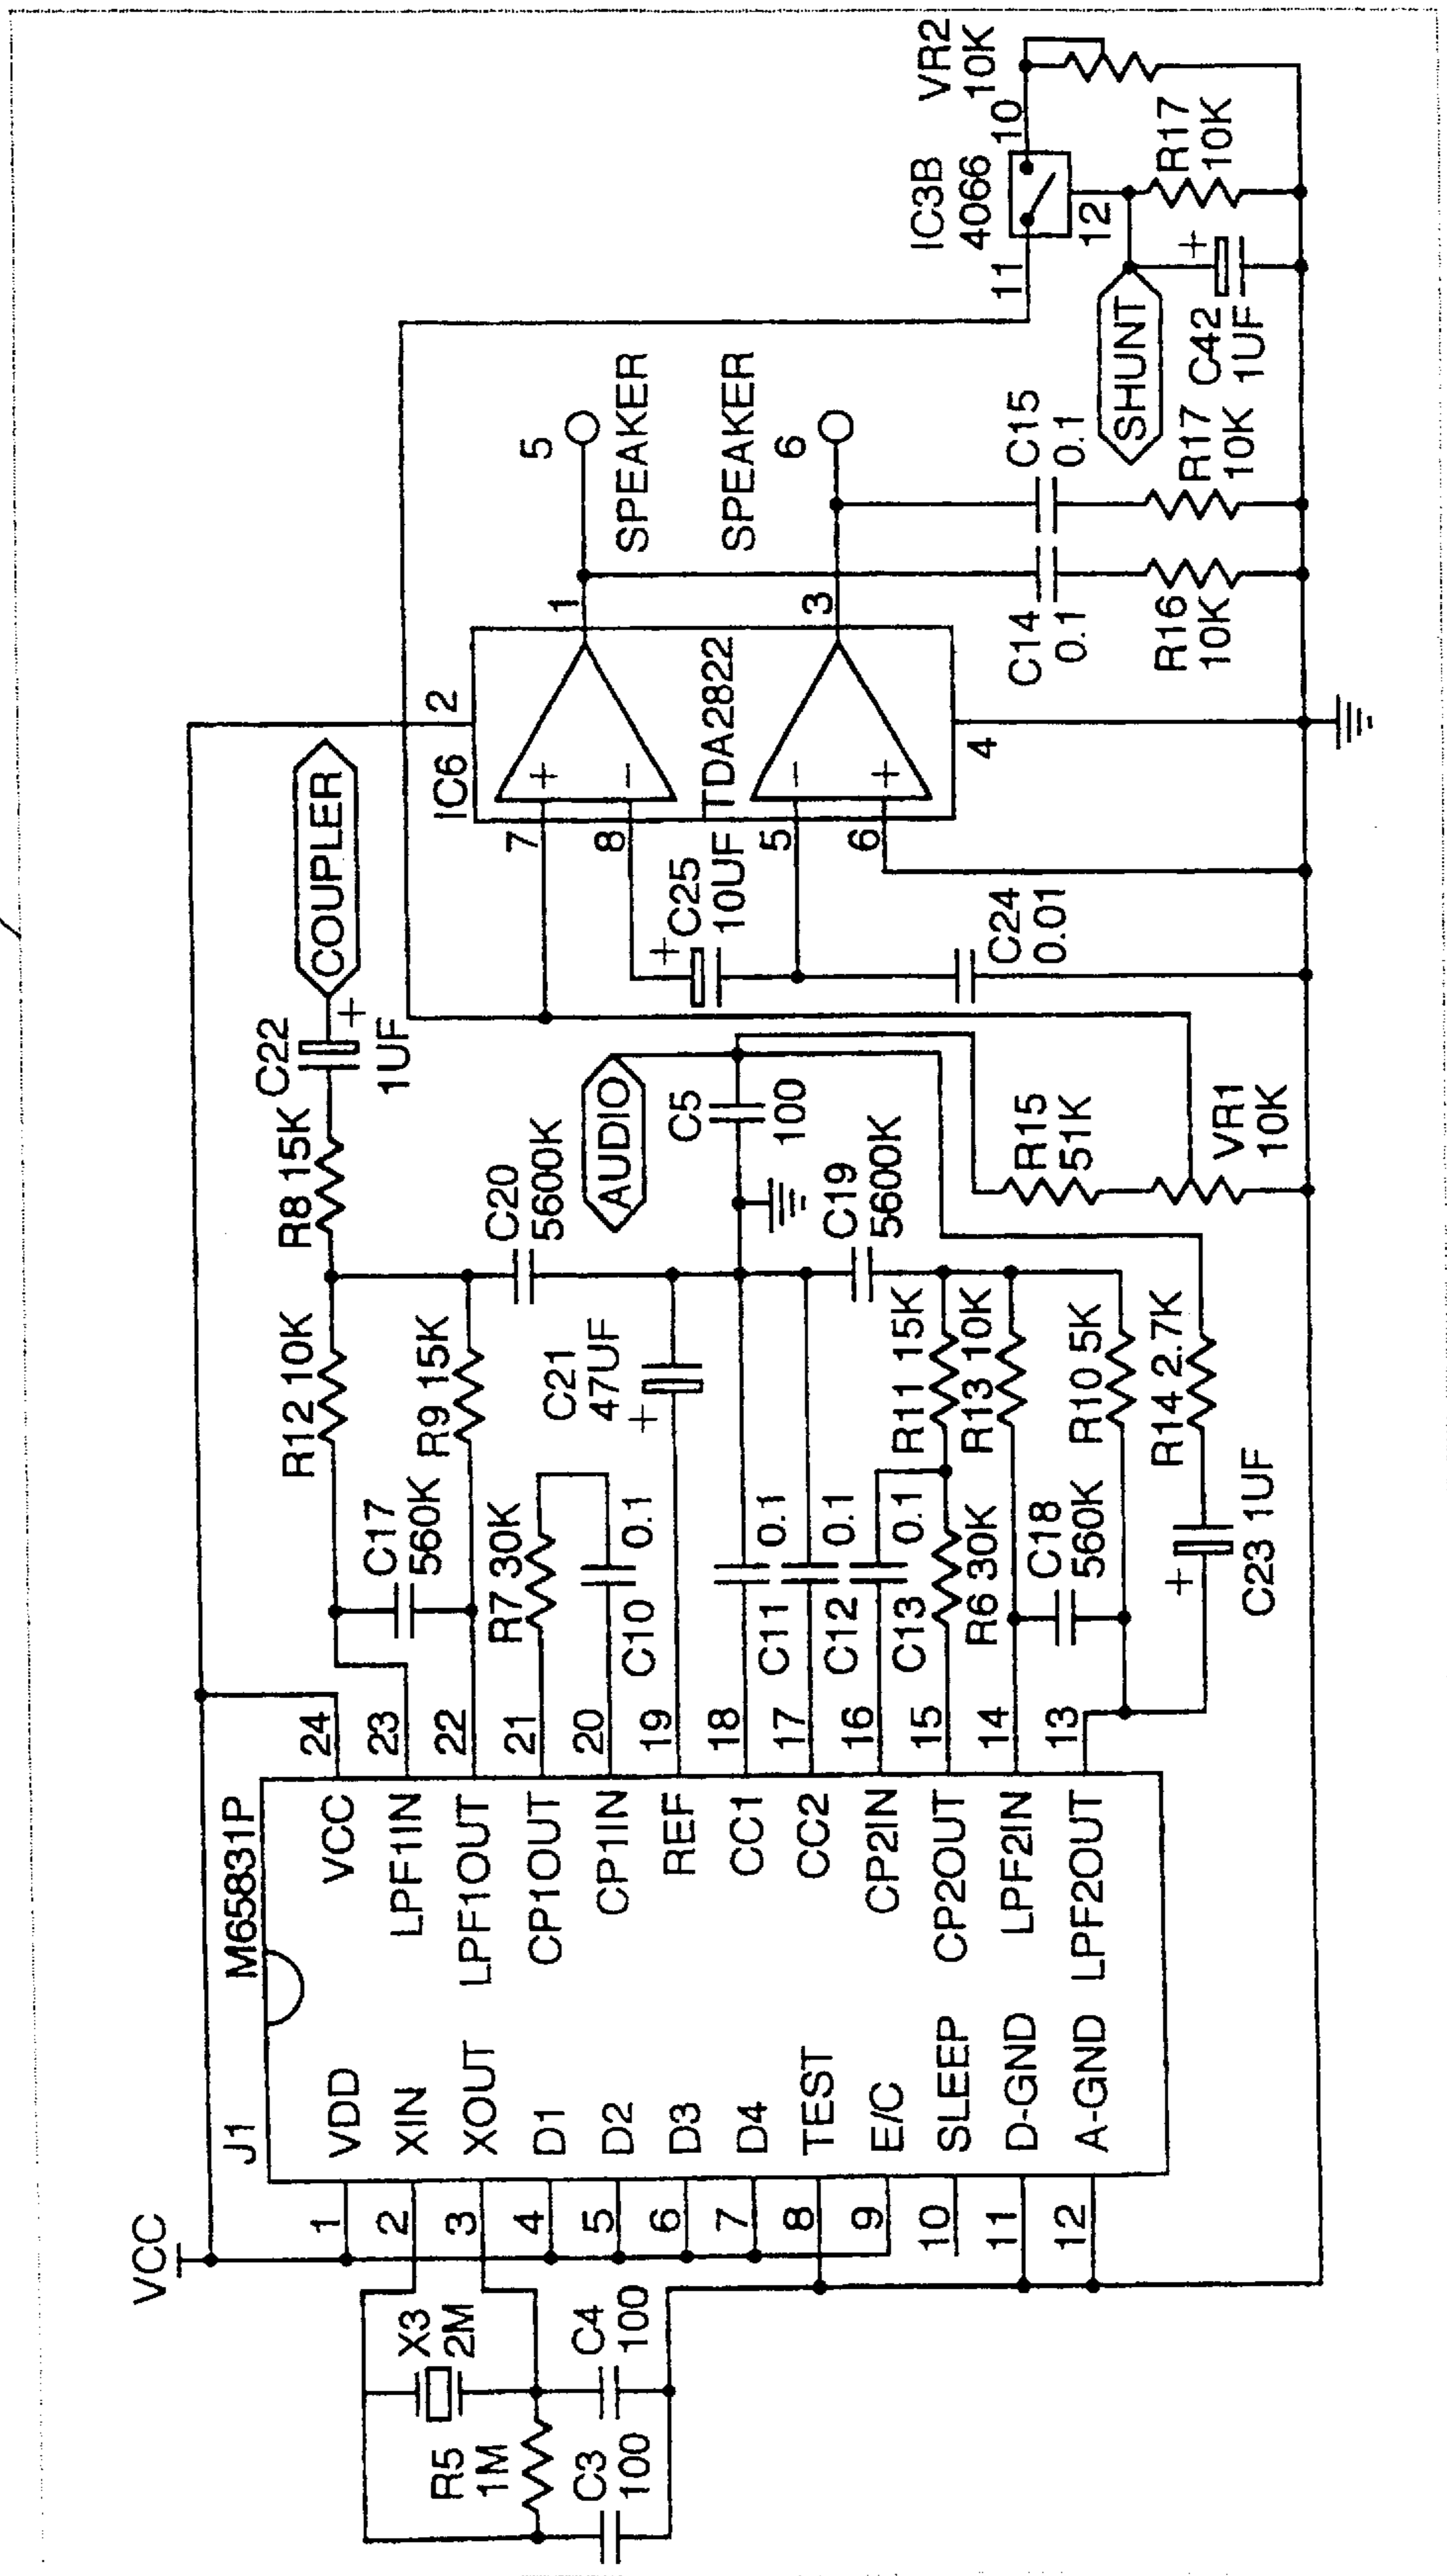 VCC
J1
M65831P
VDD
XIN
XOUT
D1
D2
D3
D4
TEST
E/C
SLEEP
D-GND
A-GND
1
2
3
4
5
6
7
8
9
10
11
12
VCC
LPF1IN
LPF1OUT
CP1OUT
CP1IN
REF
CC1
CC2
CP2IN
CP2OUT
LPF2IN
LPF2OUT
24
23
22
21
20
19
18
17
16
15
14
13
X3
2M
R5
1M
C3
100
C4
100
R12 10K
C17
560K
R9 15K
R7 30K
C10
0.1
C21
47UF
+
C11
0.1
C12
0.1
C13
0.1
R11 15K
R6 30K
R13 10K
C18
560K
R10 5K
R14 2.7K
+
C23 1UF
R8 15K
C22
1UF
+
COUPLER
C20
5600K
AUDIO
C5
100
C19
5600K
R15
51K
VR1
10K
IC6
2
7
8
5
6
+
-
-
+
TDA2822
1
3
4
+
C25
10UF
C24
0.01
5
SPEAKER
SPEAKER
6
C14
0.1
C15
0.1
R16
10K
R17
10K
SHUNT
C42
1UF
+
11
IC3B
4066
10
12
VR2
10K
R17
10K